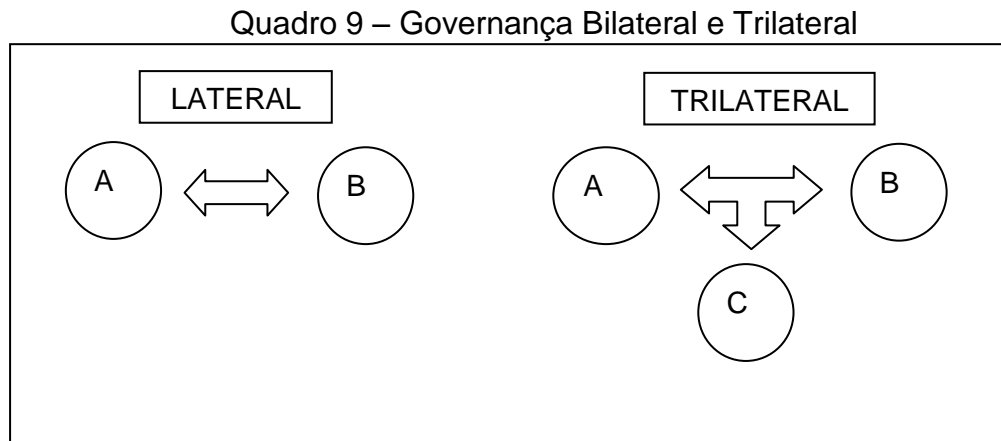 Quadro 9 – Governança Bilateral e Trilateral
LATERAL
TRILATERAL
A
B
A
B
C